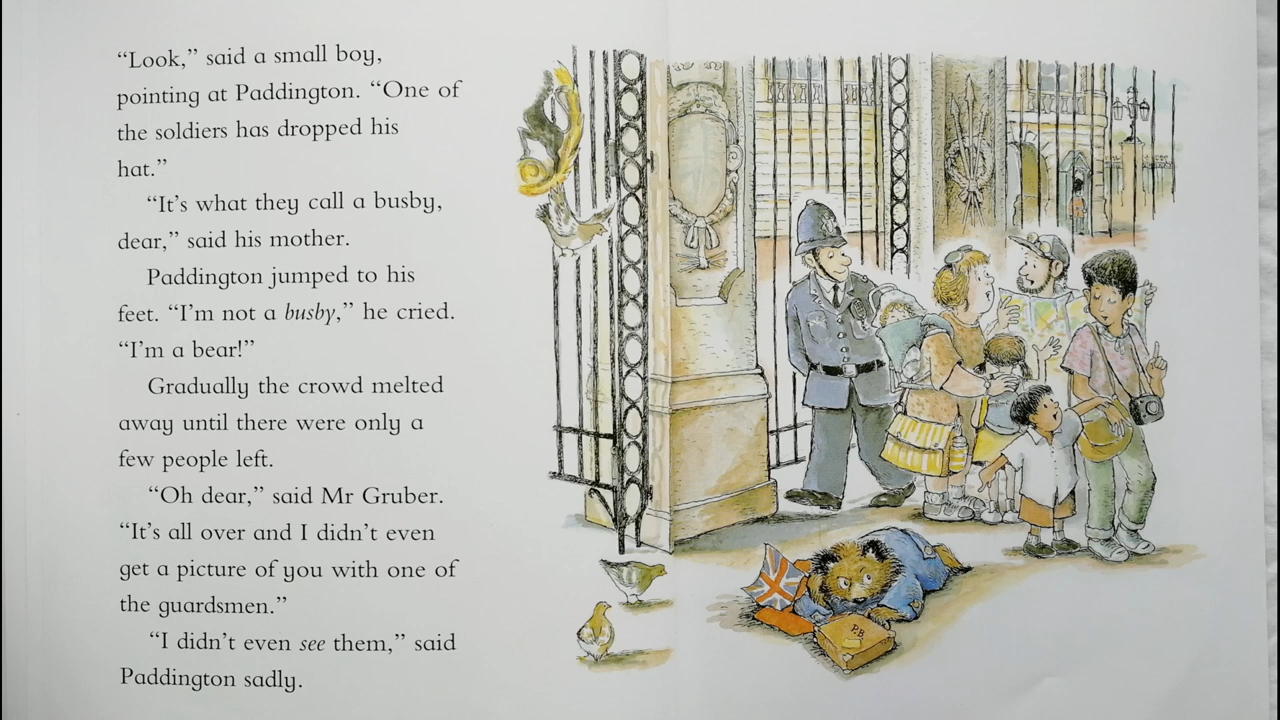 “Look,” said a small boy,
pointing at Paddington. “One of
the soldiers has dropped his
hat.”
“It’s what they call a busby,
dear,” said his mother.
Paddington jumped to his
feet. “I’m not a busby,” he cried.
“I’m a bear!”
Gradually the crowd melted
away until there were only a
few people left.
“Oh dear,” said Mr Gruber.
“It’s all over and I didn’t even
get a picture of you with one of
the guardsmen.”
“I didn’t even see them,” said
Paddington sadly.
P.B